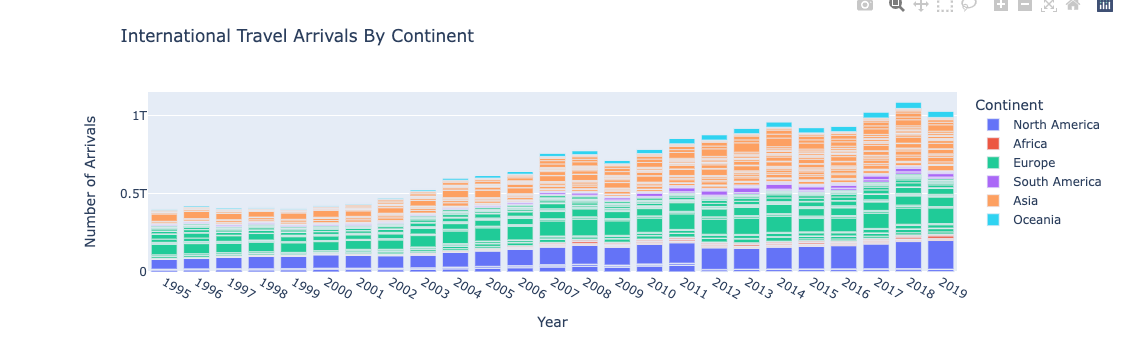 International Travel Arrivals By Continent
Number of Arrivals
1T
0.5T
0
1995 1996 1997 1998 1999 2000 2001 2002 2003 2004 2005 2006 2007 2008 2009 2010 2011 2012 2013 2014 2015 2016 2017 2018 2019
Year
Continent
North America
Africa
Europe
South America
Asia
Oceania